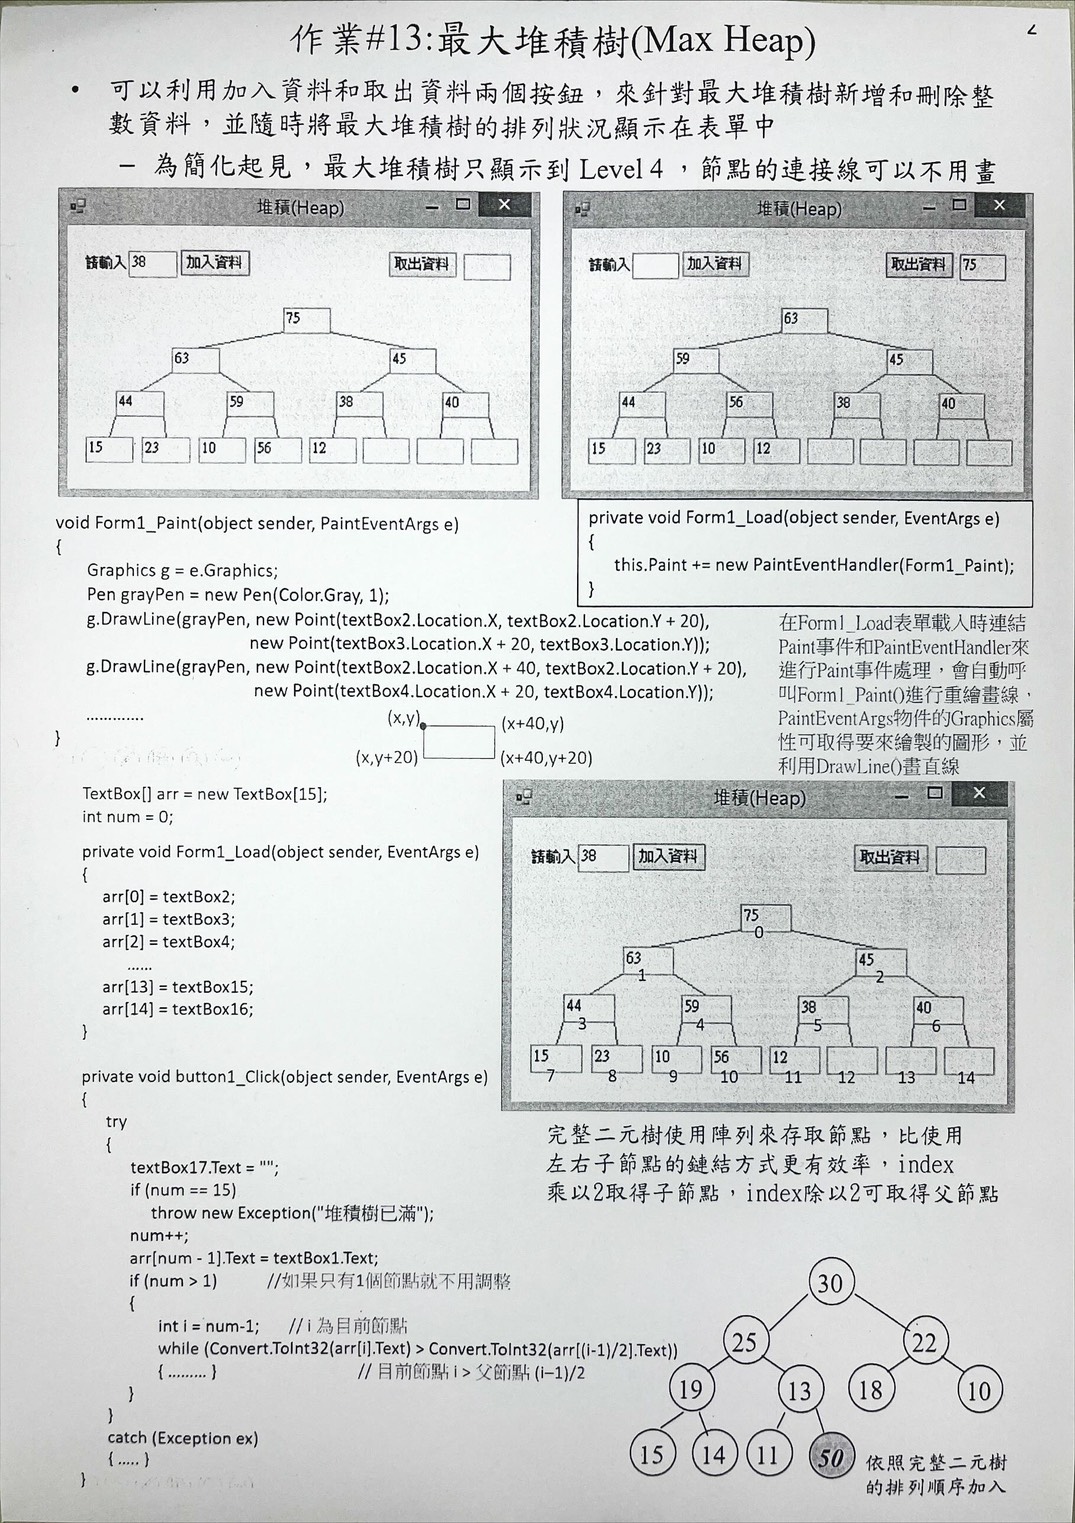 2
作業#13:最大堆積樹(Max Heap)
• 可以利用加入資料和取出資料兩個按鈕，來針對最大堆積樹新增和刪除整
數資料，並隨時將最大堆積樹的排列狀況顯示在表單中
– 為簡化起見，最大堆積樹只顯示到 Level 4，節點的連接線可以不用畫
堆積(Heap)
請輸入 38 加入資料 取出資料
75
63 45
44 59 38 40
15 23 10 56 12
堆積(Heap)
請輸入 加入資料 取出資料 75
63
59 45
44 56 38 40
15 23 10 12
void Form1_Paint(object sender, PaintEventArgs e)
{
Graphics g = e.Graphics;
Pen grayPen = new Pen(Color.Gray, 1);
g.DrawLine(grayPen, new Point(textBox2.Location.X, textBox2.Location.Y + 20),
new Point(textBox3.Location.X + 20, textBox3.Location.Y));
g.DrawLine(grayPen, new Point(textBox2.Location.X + 40, textBox2.Location.Y + 20),
new Point(textBox4.Location.X + 20, textBox4.Location.Y));
.............
}
(x,y) (x+40,y)
(x,y+20) (x+40,y+20)
private void Form1_Load(object sender, EventArgs e)
{
this.Paint += new PaintEventHandler(Form1_Paint);
}
在Form1_Load表單載入時連結
Paint事件和PaintEventHandler來
進行Paint事件處理，會自動呼
叫Form1_Paint()進行重繪畫線，
PaintEventArgs物件的Graphics屬
性可取得要來繪製的圖形，並
利用DrawLine()畫直線
TextBox[] arr = new TextBox[15];
int num = 0;
private void Form1_Load(object sender, EventArgs e)
{
arr[0] = textBox2;
arr[1] = textBox3;
arr[2] = textBox4;
......
arr[13] = textBox15;
arr[14] = textBox16;
}
private void button1_Click(object sender, EventArgs e)
{
try
{
textBox17.Text = "";
if (num == 15)
throw new Exception("堆積樹已滿");
num++;
arr[num - 1].Text = textBox1.Text;
if (num > 1) //如果只有1個節點就不用調整
{
int i = num-1; // i 為目前節點
while (Convert.ToInt32(arr[i].Text) > Convert.ToInt32(arr[(i-1)/2].Text))
{ ......... } // 目前節點 i > 父節點 (i–1)/2
}
}
catch (Exception ex)
{ ..... }
}
堆積(Heap)
請輸入 38 加入資料 取出資料
75
0
63 45
1 2
44 59 38 40
3 4 5 6
15 23 10 56 12
7 8 9 10 11 12 13 14
完整二元樹使用陣列來存取節點，比使用
左右子節點的鏈結方式更有效率，index
乘以2取得子節點，index除以2可取得父節點
30
25 22
19 13 18 10
15 14 11 50
依照完整二元樹
的排列順序加入